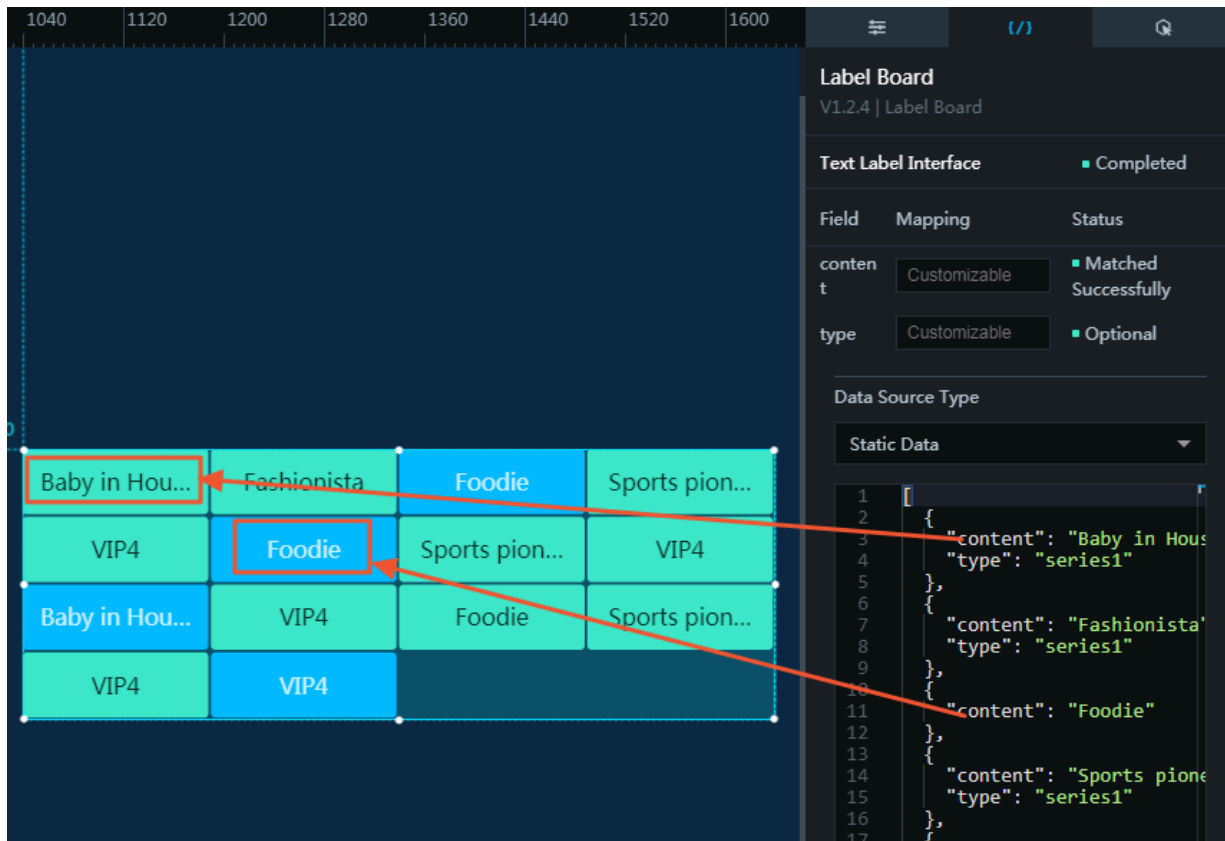 1040 1120 1200 1280 1360 1440 1520 1600
{/}
Label Board
V1.2.4 | Label Board
Text Label Interface Completed
Field Mapping Status
conten
t Customizable Matched
Successfully
type Customizable Optional
Data Source Type
Static Data
Baby in Hou... Fashionista Foodie Sports pion...
VIP4 Foodie Sports pion... VIP4
Baby in Hou... VIP4 Foodie Sports pion...
VIP4 VIP4
1 [
2 {
3 "content": "Baby in Hous
4 "type": "series1"
5 },
6 {
7 "content": "Fashionista"
8 "type": "series1"
9 },
10 {
11 "content": "Foodie"
12 },
13 {
14 "content": "Sports pione
15 "type": "series1"
16 },
17 {